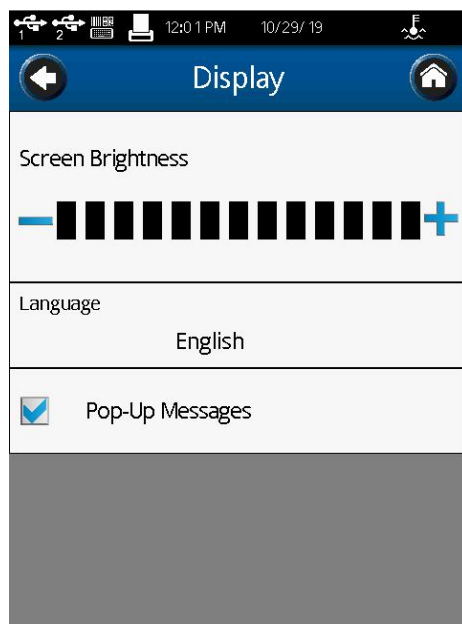 1 2 12:01 PM 10/29/19
Display
Screen Brightness
Language
English
Pop-Up Messages